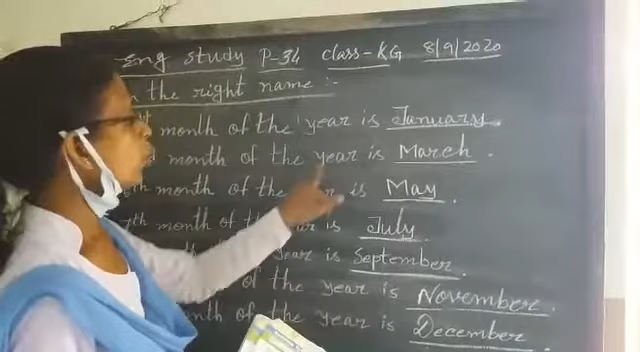 Eng study P-34 class-KG 8/9/2020
the right name :-
month of the year is January.
month of the year is March.
month of the is May.
7th month of the is July.
year is September.
of the year is November.
month of the year is December.